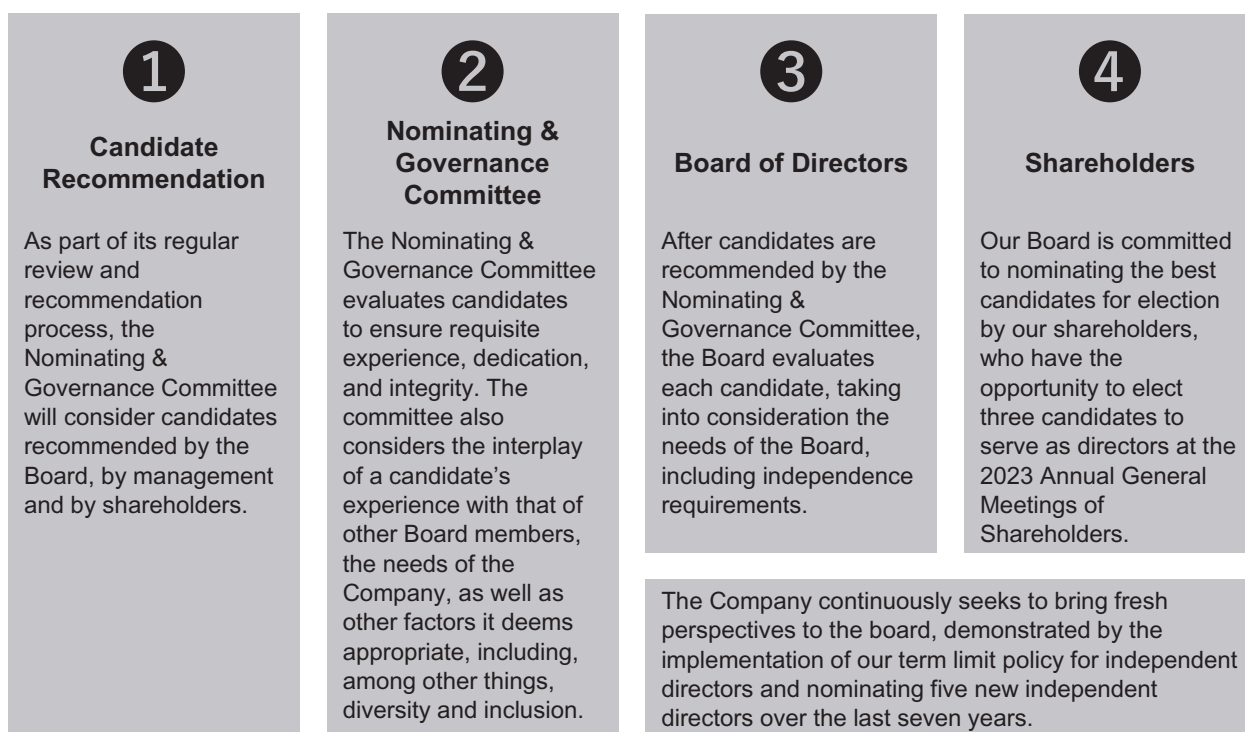 1
Candidate
Recommendation
As part of its regular
review and
recommendation
process, the
Nominating &
Governance Committee
will consider candidates
recommended by the
Board, by management
and by shareholders.
2
Nominating &
Governance
Committee
The Nominating &
Governance Committee
evaluates candidates
to ensure requisite
experience, dedication,
and integrity. The
committee also
considers the interplay
of a candidate’s
experience with that of
other Board members,
the needs of the
Company, as well as
other factors it deems
appropriate, including,
among other things,
diversity and inclusion.
3
Board of Directors
After candidates are
recommended by the
Nominating &
Governance Committee,
the Board evaluates
each candidate, taking
into consideration the
needs of the Board,
including independence
requirements.
4
Shareholders
Our Board is committed
to nominating the best
candidates for election
by our shareholders,
who have the
opportunity to elect
three candidates to
serve as directors at the
2023 Annual General
Meetings of
Shareholders.
The Company continuously seeks to bring fresh
perspectives to the board, demonstrated by the
implementation of our term limit policy for independent
directors and nominating five new independent
directors over the last seven years.